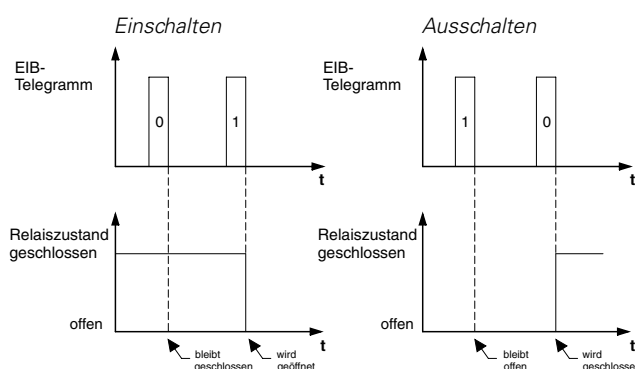 Einschalten
EIB-
Telegramm
0
1
t
Relaiszustand
geschlossen
offen
t
bleibt
geschlossen
wird
geöffnet
Ausschalten
EIB-
Telegramm
1
0
t
Relaiszustand
geschlossen
offen
t
bleibt
offen
wird
geschlosse